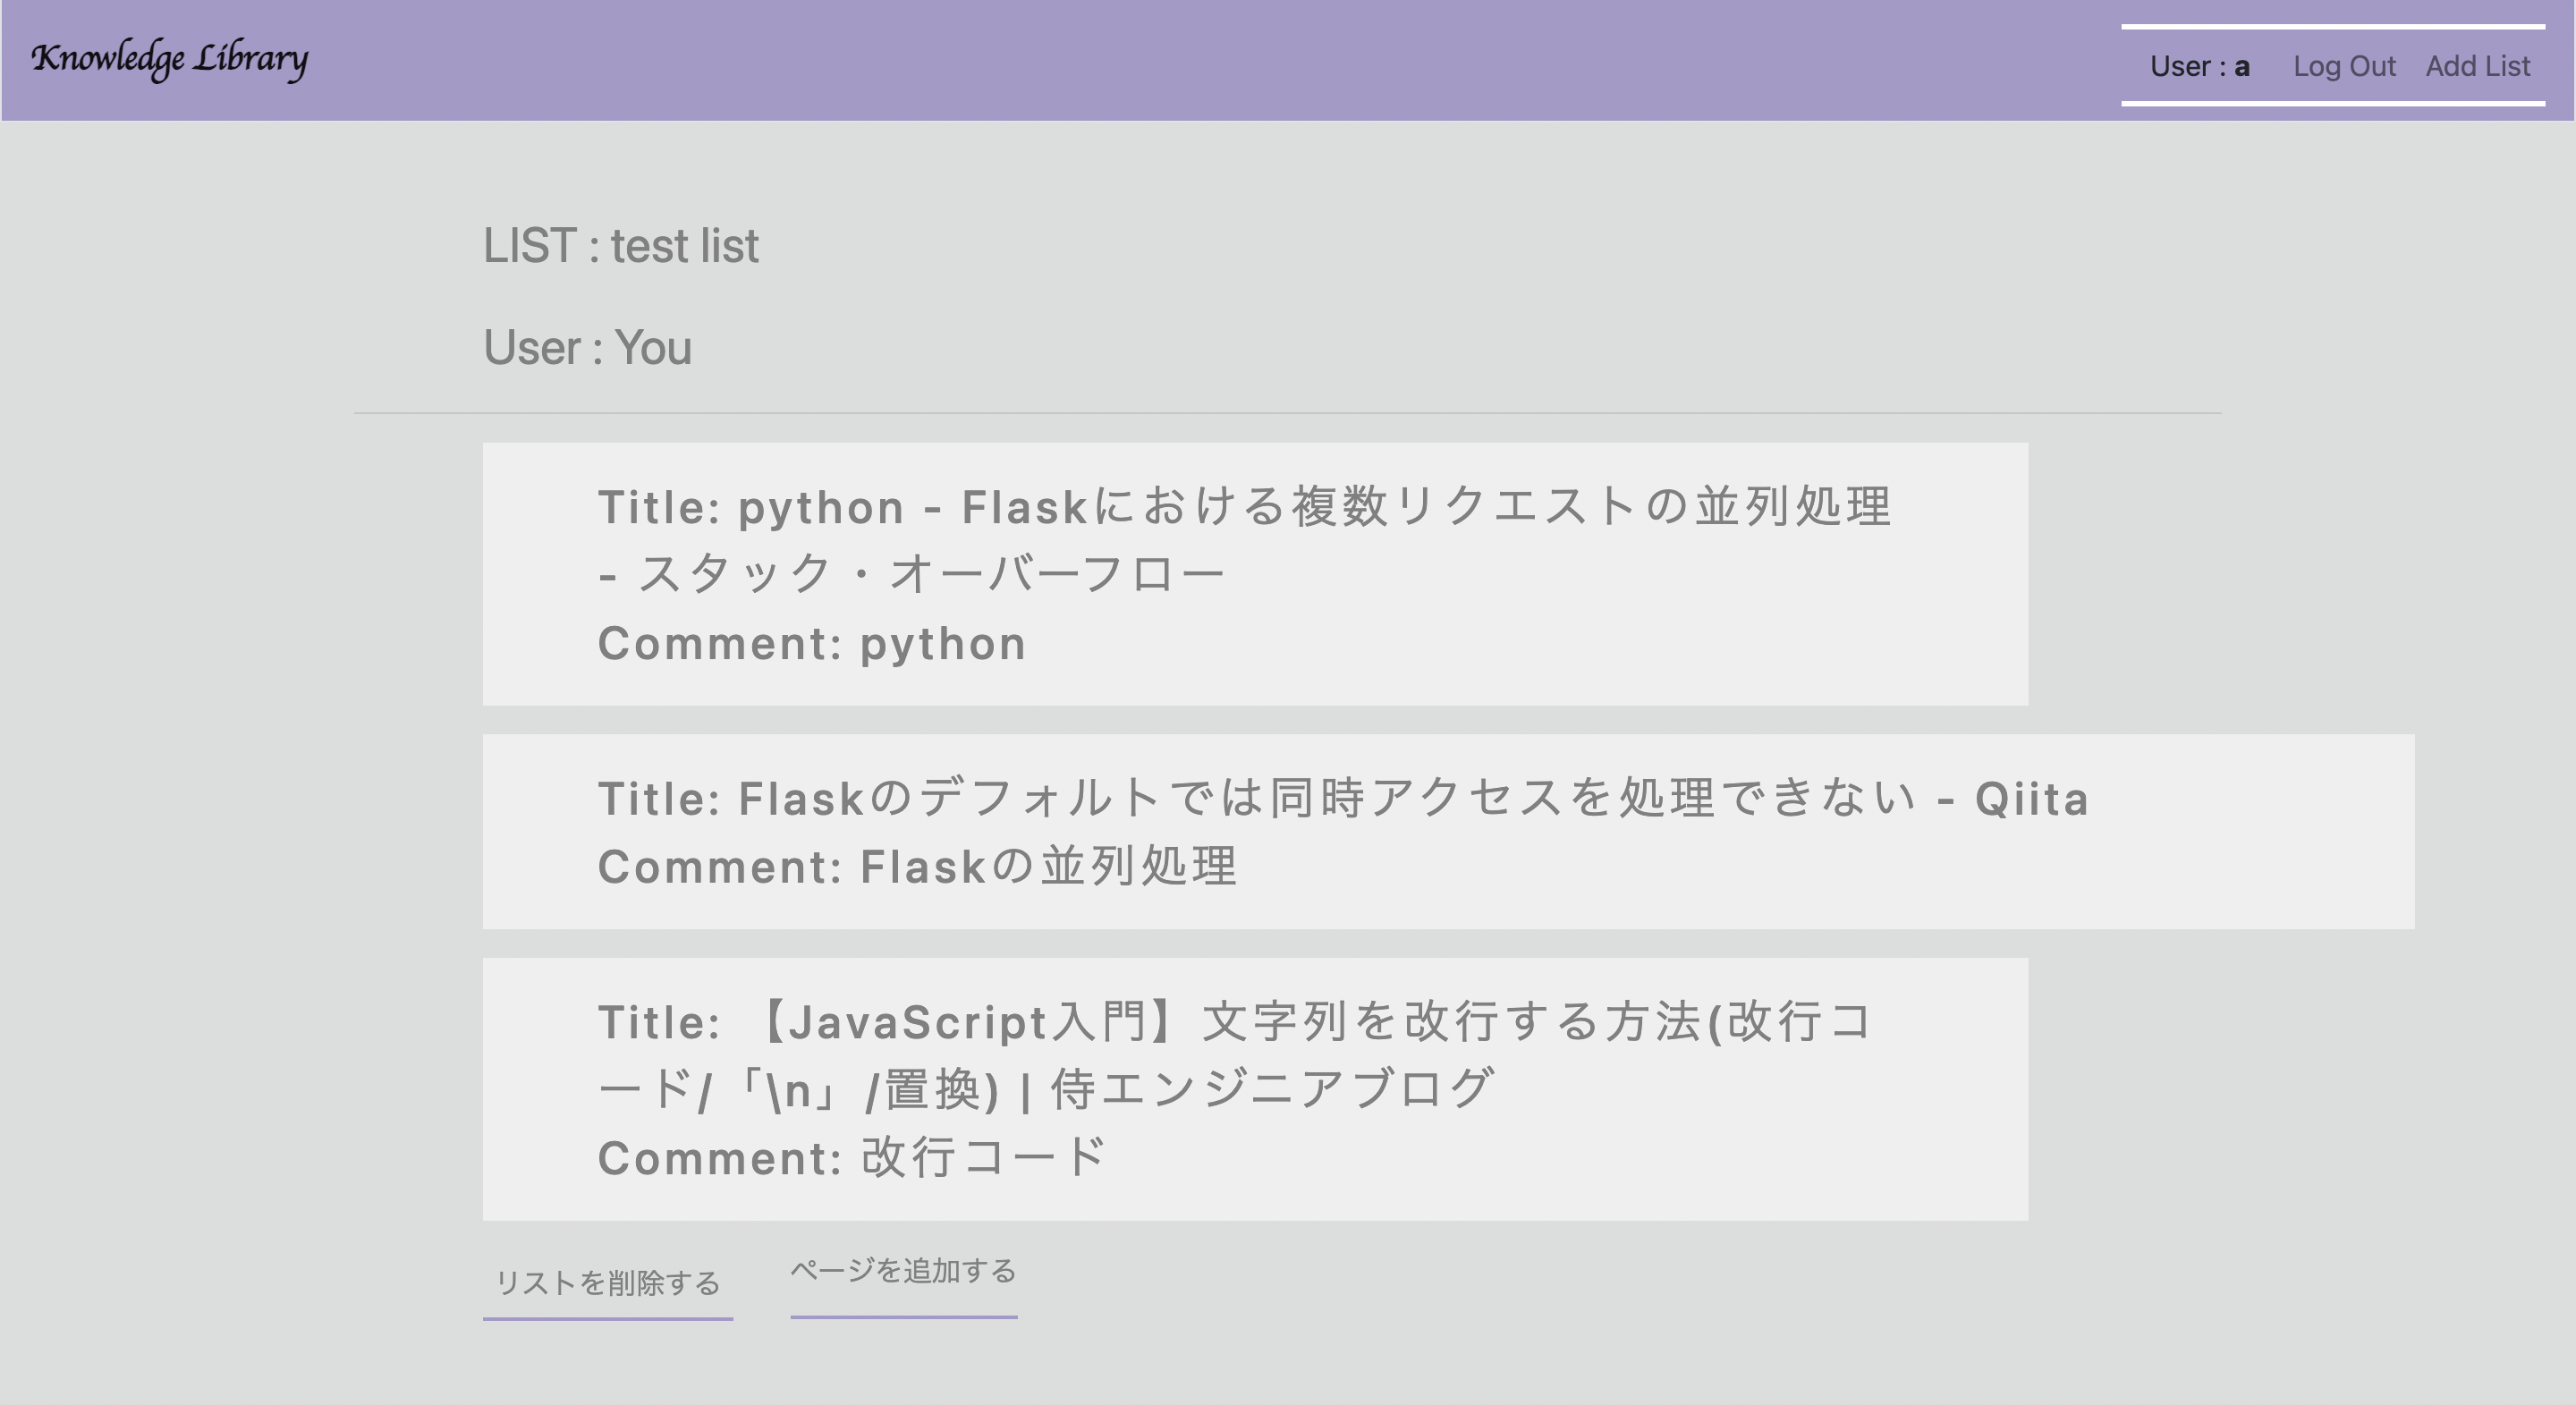 Knowledge Library
User : a Log Out Add List
LIST : test list
User : You
Title: python - Flaskにおける複数リクエストの並列処理
- スタック・オーバーフロー
Comment: python
Title: Flaskのデフォルトでは同時アクセスを処理できない - Qiita
Comment: Flaskの並列処理
Title: 【JavaScript入門】文字列を改行する方法(改行コ
ード/「\n」/置換) | 侍エンジニアブログ
Comment: 改行コード
リストを削除する ページを追加する